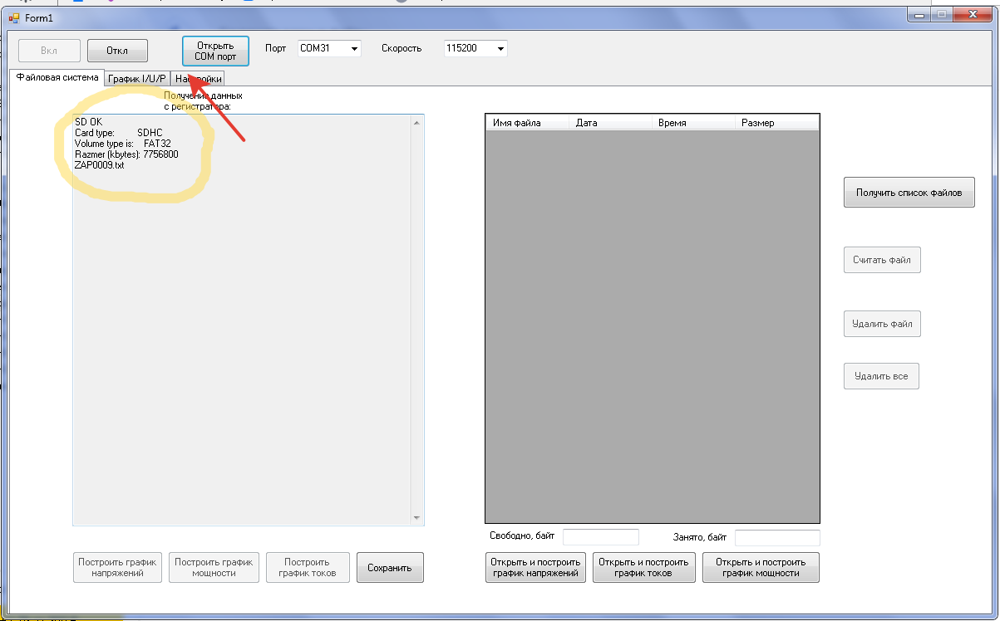 Form1
Вкл
Откл
Открыть
COM порт
Порт
COM31
Скорость
115200
Файловая система
График I/U/P
Настройки
Получение данных
с регистратора:
SD OK
Card type: SDHC
Volume type is: FAT32
Razmer (kbytes): 7756800
ZAP0009.txt
Имя файла
Дата
Время
Размер
Получить список файлов
Считать файл
Удалить файл
Удалить все
Свободно, байт
Занято, байт
Построить график
напряжений
Построить график
мощности
Построить
график токов
Сохранить
Открыть и построить
график напряжений
Открыть и построить
график токов
Открыть и построить
график мощности